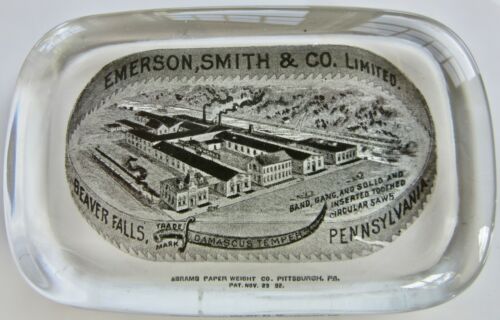 EMERSON, SMITH & CO. LIMITED.
BAND, GANG, AND SOLID AND
INSERTED TOOTHED
CIRCULAR SAWS
BEAVER FALLS,
TRADE
MARK
DAMASCUS TEMPER
PENNSYLVANIA
ABRAMS PAPER WEIGHT CO. PITTSBURGH, PA.
PAT. NOV. 29 92.